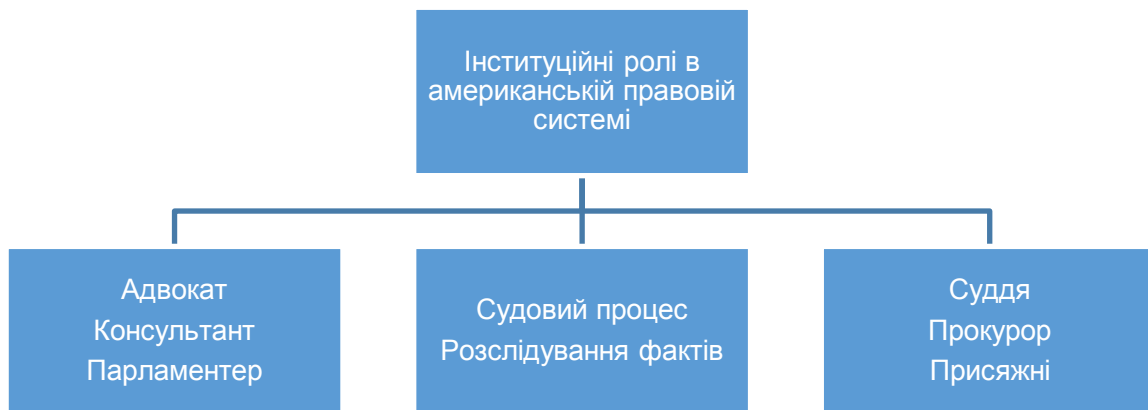 Інституційні ролі в
американській правовій
системі
Адвокат
Консультант
Парламентер
Судовий процес
Розслідування фактів
Суддя
Прокурор
Присяжні